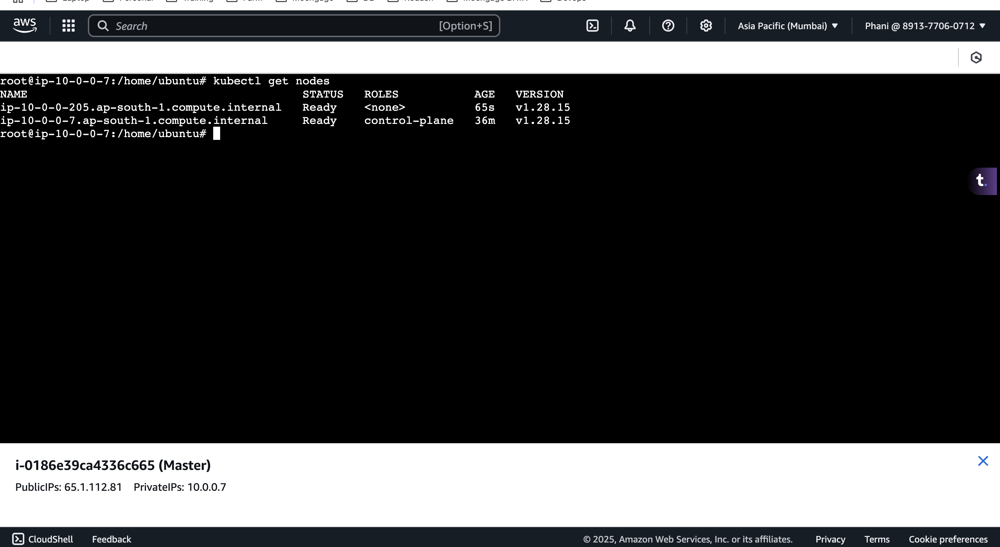 aws Search [Option+S] Asia Pacific (Mumbai) Phani @ 8913-7706-0712
root@ip-10-0-0-7:/home/ubuntu# kubectl get nodes
NAME STATUS ROLES AGE VERSION
ip-10-0-0-205.ap-south-1.compute.internal Ready <none> 65s v1.28.15
ip-10-0-0-7.ap-south-1.compute.internal Ready control-plane 36m v1.28.15
root@ip-10-0-0-7:/home/ubuntu#
t.
i-0186e39ca4336c665 (Master)
PublicIPs: 65.1.112.81 PrivateIPs: 10.0.0.7
CloudShell Feedback © 2025, Amazon Web Services, Inc. or its affiliates. Privacy Terms Cookie preferences